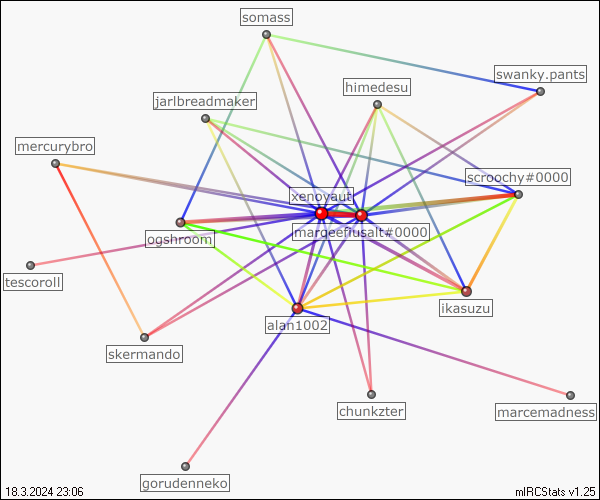 somass
swanky.pants
himedesu
jarlbreadmaker
mercurybro
scroochy#0000
xenoyaut
margeefusalt#0000
ogshroom
tescoroll
ikasuzu
alan1002
skermando
chunkzter
marcemadness
gorudenneko
18.3.2024 23:06
mIRCStats v1.25